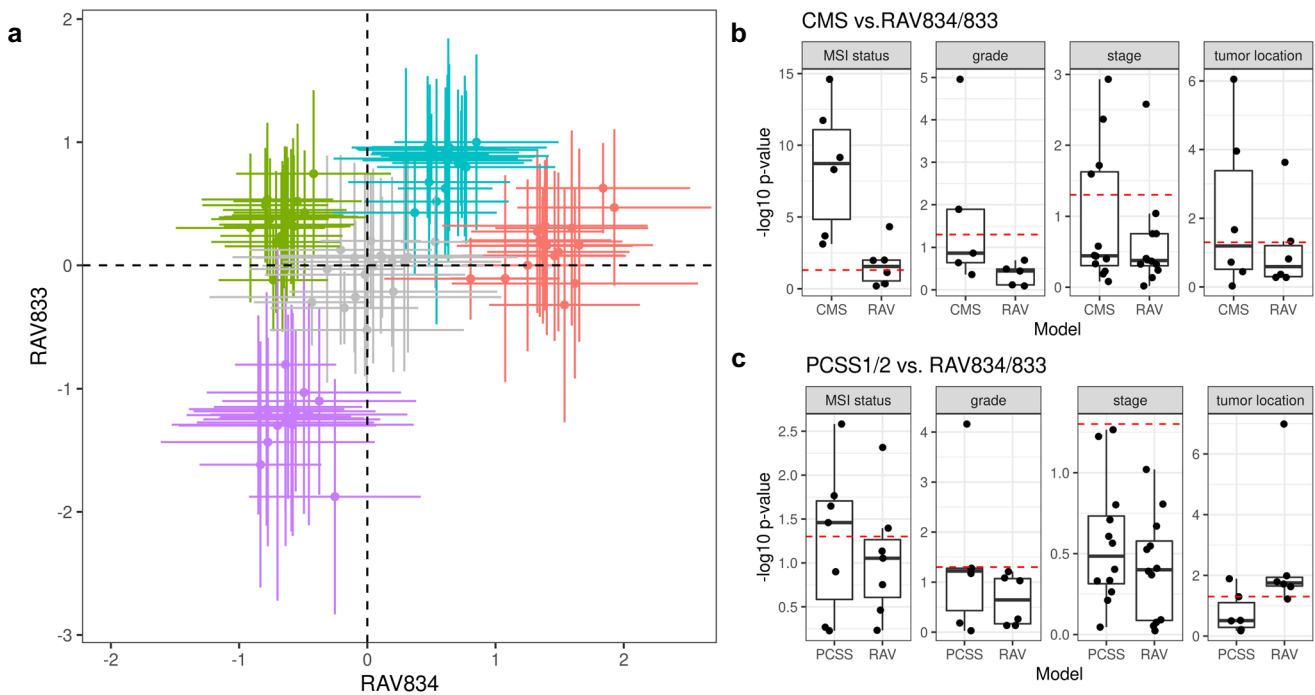 a
2
1
0
-1
-2
-3
RAV833
-2
-1
0
1
2
RAV834
b
CMS vs.RAV834/833
MSI status
grade
stage
tumor location
15
10
5
0
5
4
3
2
1
0
3
2
1
0
6
4
2
0
-log10 p-value
CMS RAV
CMS RAV
CMS RAV
CMS RAV
Model
c
PCSS1/2 vs. RAV834/833
MSI status
grade
stage
tumor location
2.5
2.0
1.5
1.0
0.5
4
3
2
1
0
1.0
0.5
0.0
6
4
2
0
-log10 p-value
PCSS RAV
PCSS RAV
PCSS RAV
PCSS RAV
Model